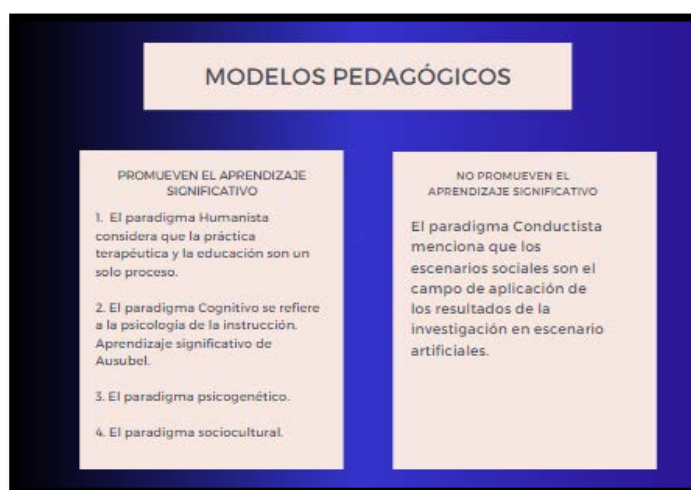 MODELOS PEDAGÓGICOS
PROMUEVEN EL APRENDIZAJE
SIGNIFICATIVO
1. El paradigma Humanista
considera que la práctica
terapéutica y la educación son un
solo proceso.
2. El paradigma Cognitivo se refiere
a la psicología de la instrucción.
Aprendizaje significativo de
Ausubel.
3. El paradigma psicogenético.
4. El paradigma sociocultural.
NO PROMUEVEN EL
APRENDIZAJE SIGNIFICATIVO
El paradigma Conductista
menciona que los
escenarios sociales son el
campo de aplicación de
los resultados de la
investigación en escenario
artificiales.